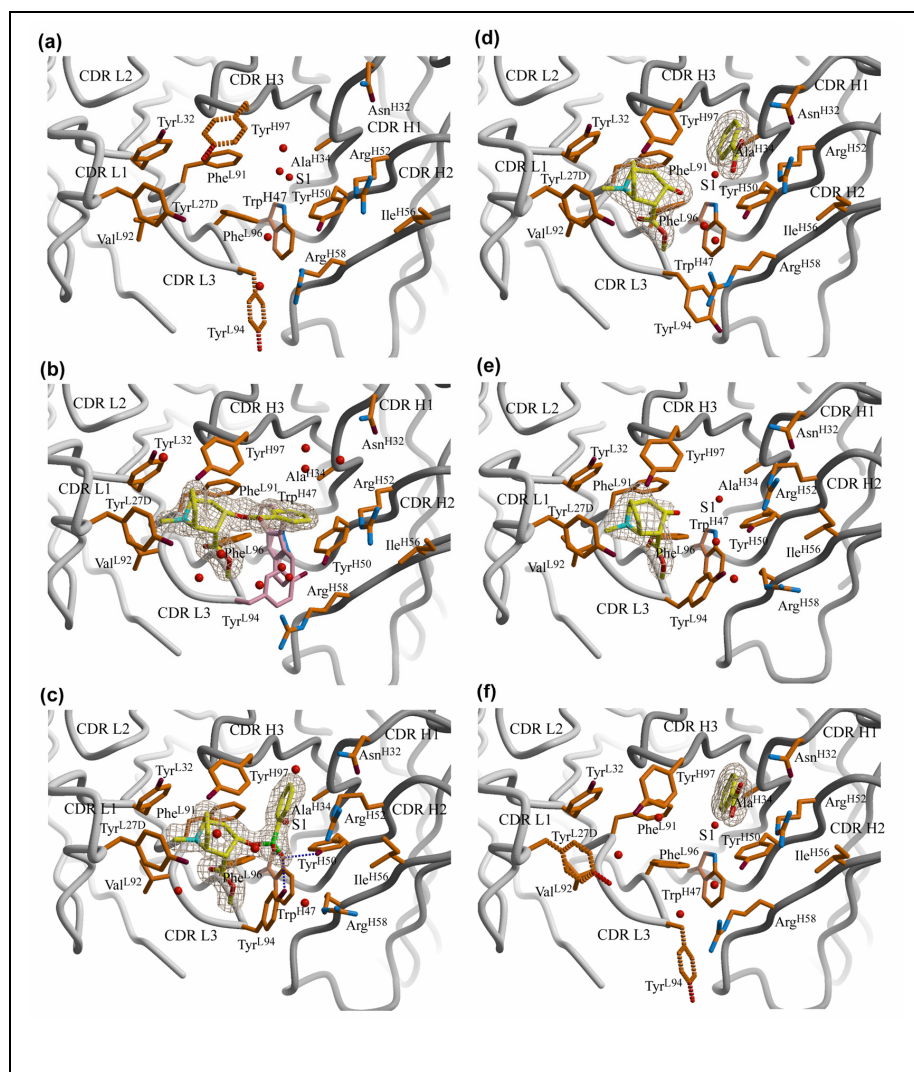 (a)
CDR L2
CDR H3
Asn^H32
Tyr^L32
Tyr^H97
CDR H1
Ala^H34
Arg^H52
CDR L1
Phe^L91
S1
CDR H2
Tyr^L27D
Trp^H47
Tyr^H50
Val^L92
Phe^L96
Ile^H56
CDR L3
Arg^H58
Tyr^L94
(b)
CDR L2
CDR H3
CDR H1
Tyr^L32
Asn^H32
Tyr^H97
Ala^H34
CDR L1
Phe^L91
Trp^H47
Arg^H52
CDR H2
Tyr^L27D
Phe^L96
Ile^H56
Val^L92
Tyr^H50
CDR L3
Tyr^L94
Arg^H58
(c)
CDR L2
CDR H3
CDR H1
Asn^H32
Tyr^L32
Tyr^H97
CDR L1
Phe^L91
Ala^H34
CDR H2
S1
Arg^H52
Tyr^L27D
Tyr^H50
Ile^H56
Phe^L96
Val^L92
Trp^H47
Arg^H58
CDR L3
Tyr^L94
(d)
CDR L2
CDR H3
CDR H1
Asn^H32
Tyr^L32
Tyr^H97
Ala^H34
Arg^H52
CDR L1
Phe^L91
S1
Tyr^L27D
Tyr^H50
CDR H2
Val^L92
Phe^L96
Ile^H56
Trp^H47
CDR L3
Arg^H58
Tyr^L94
(e)
CDR L2
CDR H3
CDR H1
Asn^H32
Tyr^L32
Tyr^H97
CDR L1
Phe^L91
Ala^H34
CDR H2
Arg^H52
Tyr^L27D
S1
Trp^H47
Val^L92
Phe^L96
Tyr^H50
Ile^H56
CDR L3
Arg^H58
Tyr^L94
(f)
CDR L2
CDR H3
CDR H1
Asn^H32
Tyr^L32
Tyr^H97
CDR L1
Ala^H34
Arg^H52
Phe^L91
S1
CDR H2
Tyr^L27D
Tyr^H50
Val^L92
Phe^L96
Ile^H56
Trp^H47
CDR L3
Arg^H58
Tyr^L94